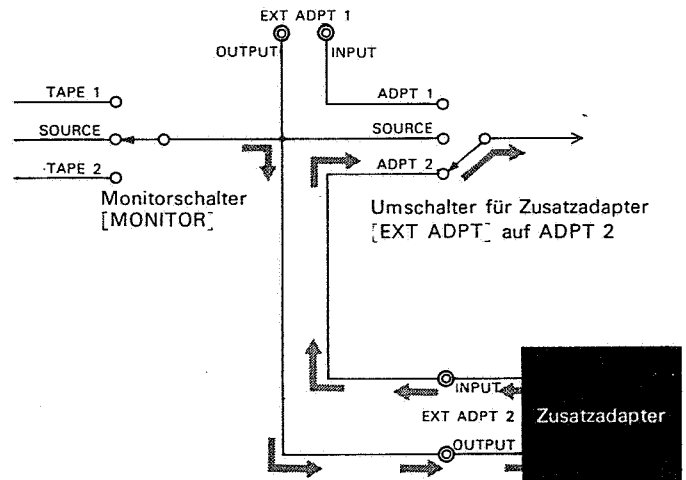 EXT ADPT 1
OUTPUT
INPUT
TAPE 1
SOURCE
TAPE 2
ADPT 1
SOURCE
ADPT 2
Monitorschalter
[MONITOR]
Umschalter für Zusatzadapter
[EXT ADPT] auf ADPT 2
INPUT
EXT ADPT 2
OUTPUT
Zusatzadapter